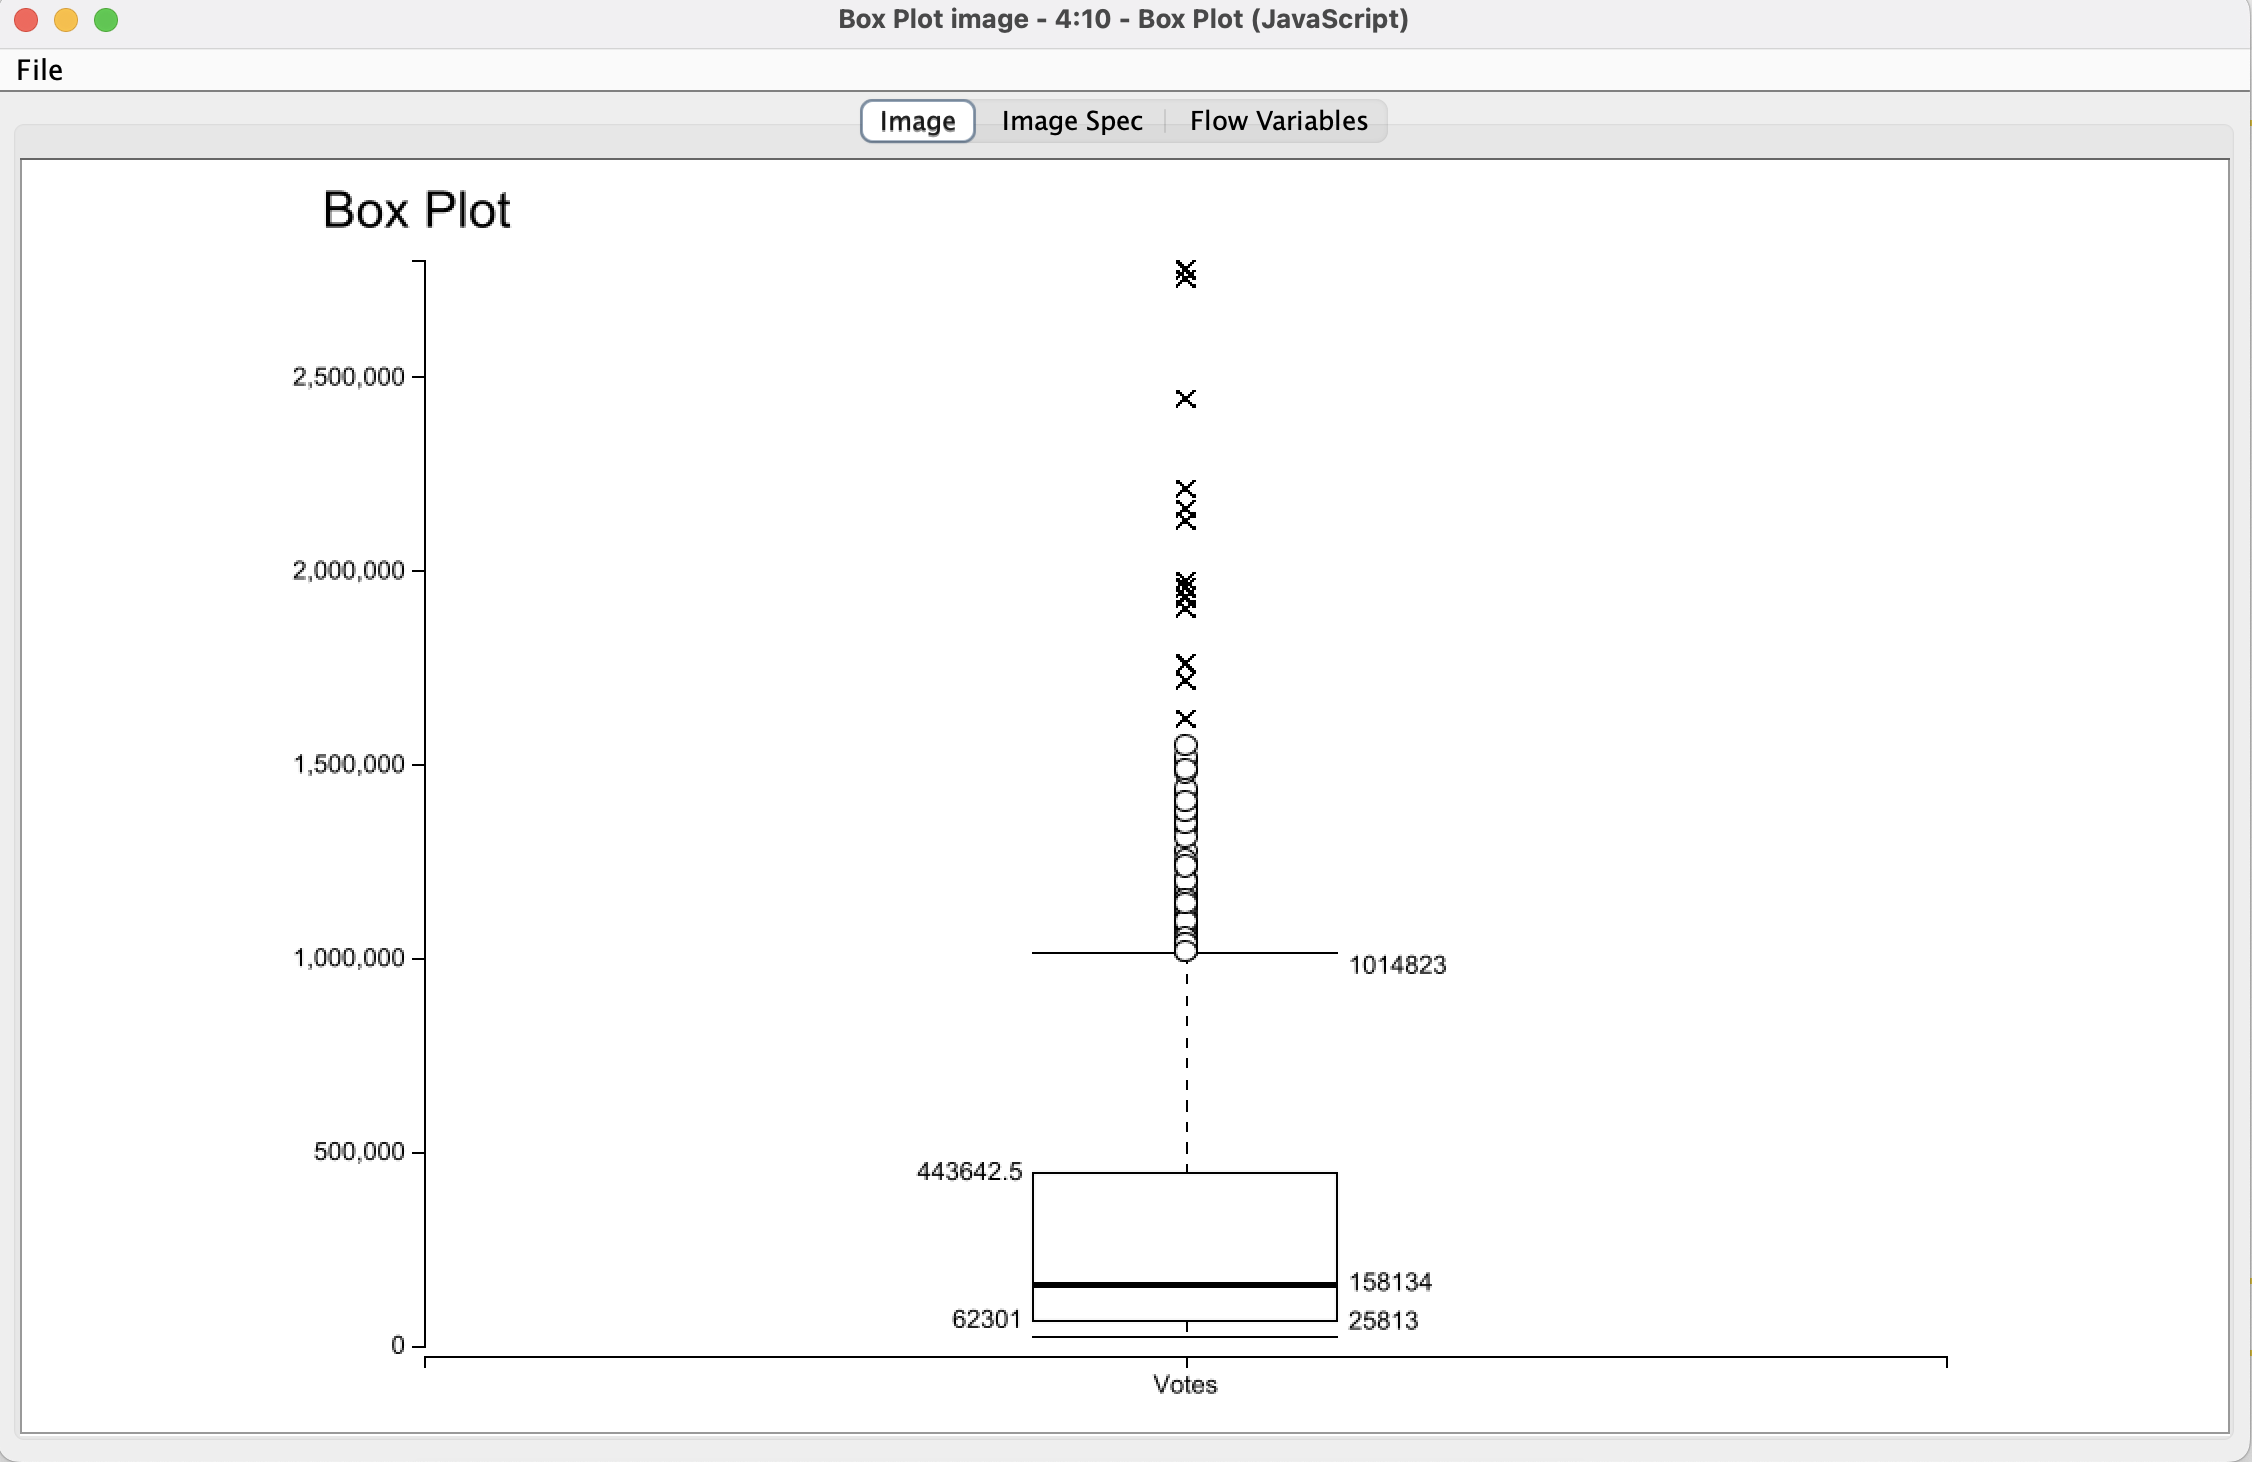 Box Plot image - 4:10 - Box Plot (JavaScript)
File
Image
Image Spec
Flow Variables
Box Plot
2,500,000
2,000,000
1,500,000
1,000,000
1014823
500,000
443642.5
158134
62301
25813
0
Votes